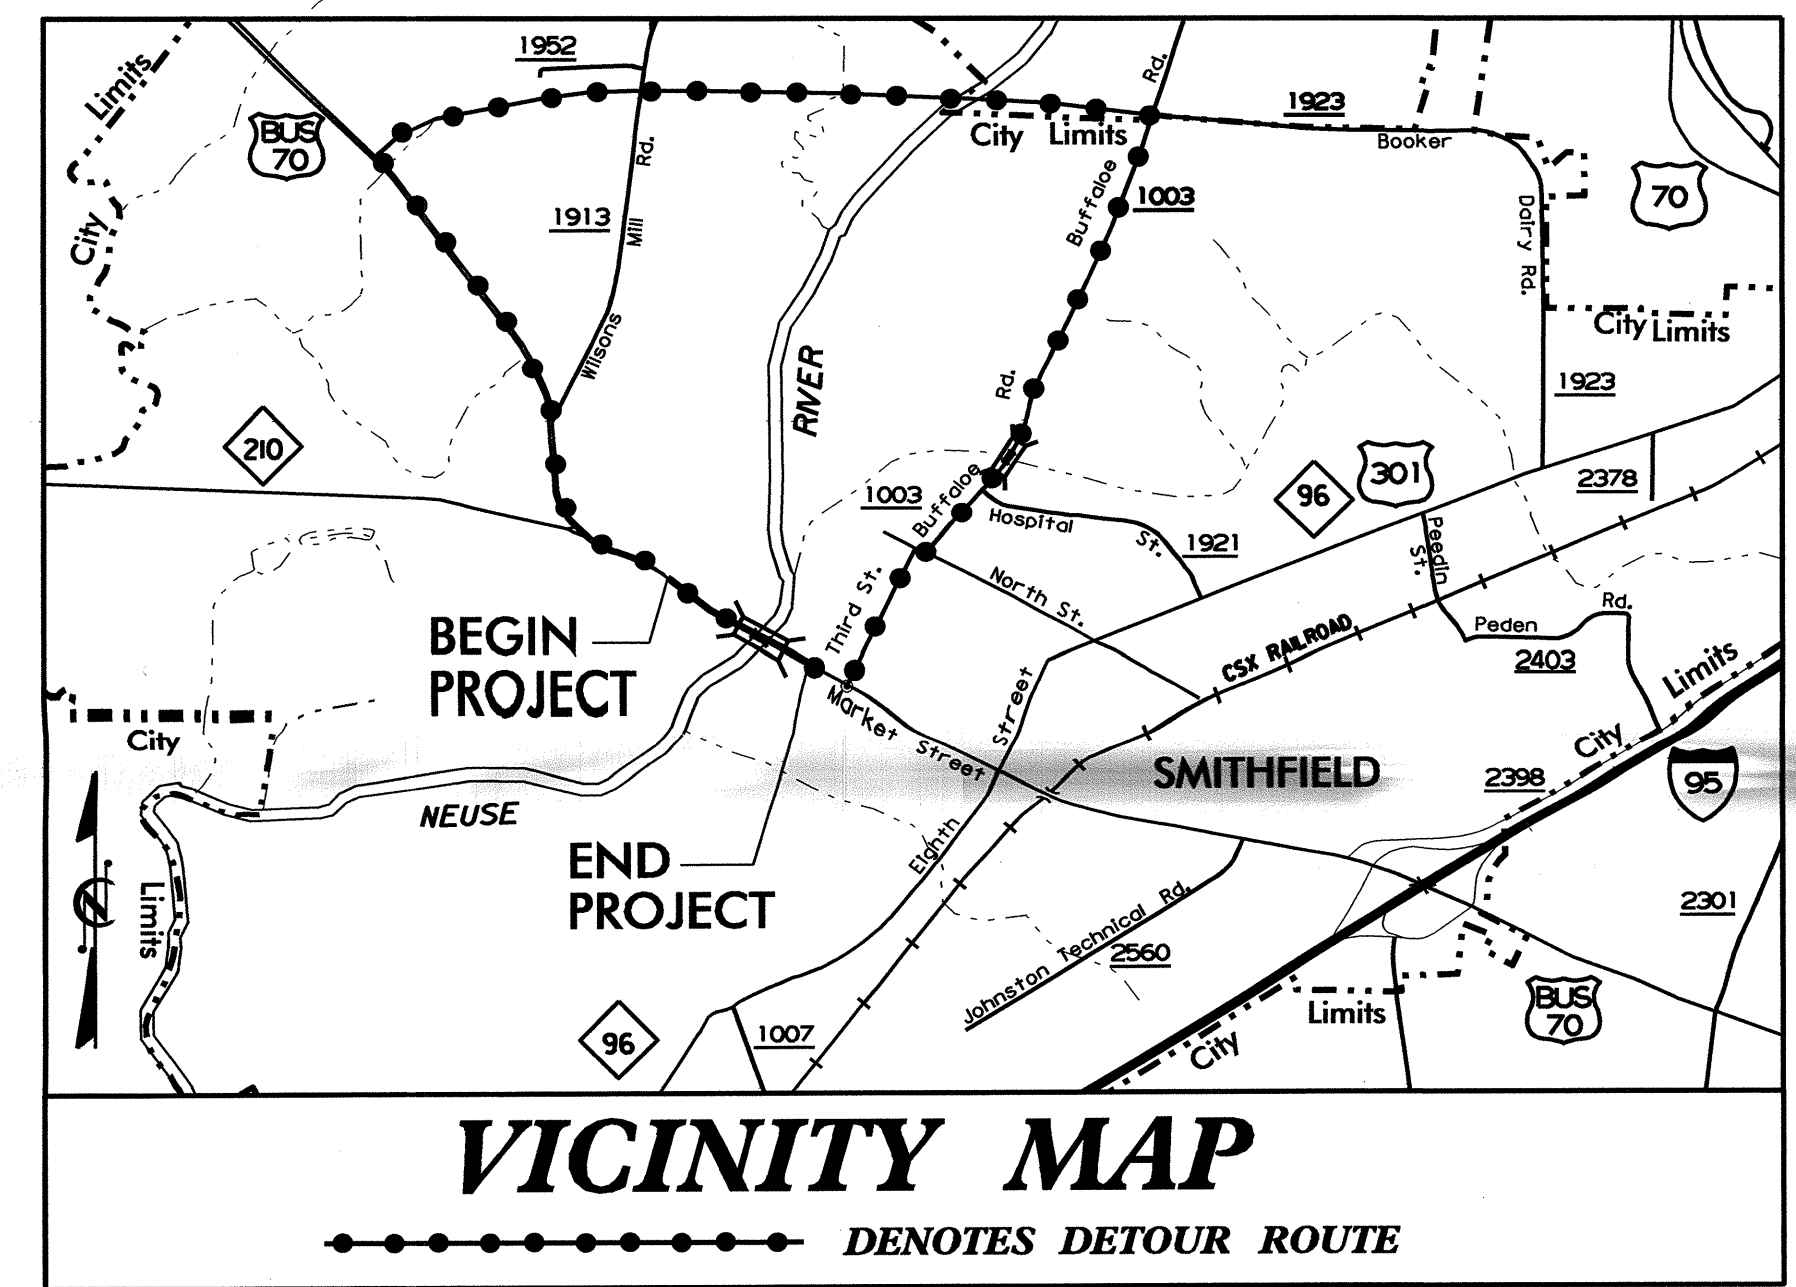 1952
Rd.
Limits
BUS
70
1923
City Limits
Booker
Rd.
1913
Mill
Buffaloe
1003
70
City
Dairy Rd.
City Limits
Wilsons
RIVER
Rd.
1923
210
301
96
2378
1003
Buffaloe
Hospital St.
1921
Peedin
St.
North St.
Third St.
Rd.
Peden
2403
CSX RAILROAD
BEGIN
PROJECT
Limits
City
City
Market Street
Street
SMITHFIELD
2398
95
NEUSE
Eighth
END
PROJECT
Limits
N
2301
Johnston Technical Rd.
2560
BUS
70
Limits
City
96
1007
VICINITY MAP
DENOTES DETOUR ROUTE